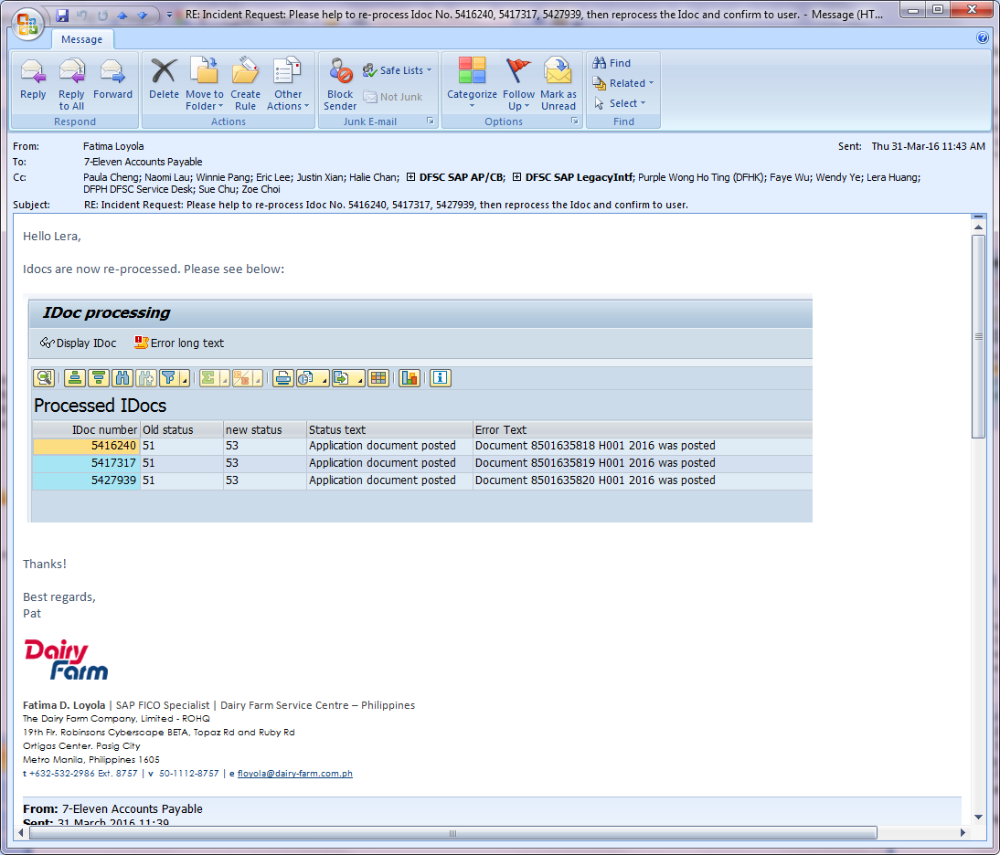 RE: Incident Request: Please help to re-process Idoc No. 5416240, 5417317, 5427939, then reprocess the Idoc and confirm to user. - Message (HT...
Message
Reply
Reply to All
Forward
Respond
Delete
Move to Folder
Create Rule
Other Actions
Actions
Block Sender
Safe Lists
Not Junk
Junk E-mail
Categorize
Follow Up
Mark as Unread
Options
Find
Related
Select
Find
From: Fatima Loyola Sent: Thu 31-Mar-16 11:43 AM
To: 7-Eleven Accounts Payable
Cc: Paula Cheng; Naomi Lau; Winnie Pang; Eric Lee; Justin Xian; Halie Chan; DFSC SAP AP/CB; DFSC SAP LegacyIntf; Purple Wong Ho Ting (DFHK); Faye Wu; Wendy Ye; Lera Huang;
DFPH DFSC Service Desk; Sue Chu; Zoe Choi
Subject: RE: Incident Request: Please help to re-process Idoc No. 5416240, 5417317, 5427939, then reprocess the Idoc and confirm to user.
Hello Lera,
Idocs are now re-processed. Please see below:
IDoc processing
Display IDoc Error long text
Processed IDocs
IDoc number Old status new status Status text Error Text
5416240 51 53 Application document posted Document 8501635818 H001 2016 was posted
5417317 51 53 Application document posted Document 8501635819 H001 2016 was posted
5427939 51 53 Application document posted Document 8501635820 H001 2016 was posted
Thanks!
Best regards,
Pat
Dairy
Farm
Fatima D. Loyola | SAP FICO Specialist | Dairy Farm Service Centre – Philippines
The Dairy Farm Company, Limited - ROHQ
19th Flr. Robinsons Cyberscape BETA, Topaz Rd and Ruby Rd
Ortigas Center. Pasig City
Metro Manila, Philippines 1605
t +632-532-2986 Ext. 8757 | v 50-1112-8757 | e floyola@dairy-farm.com.ph
From: 7-Eleven Accounts Payable
Sent: 31 March 2016 11:39